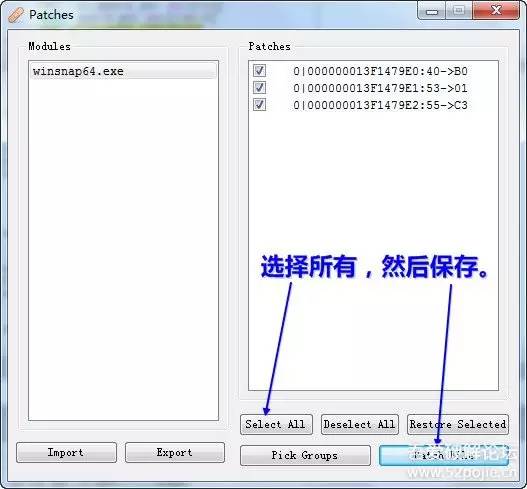 Patches
Modules
winsnap64.exe
Patches
0|000000013F1479E0:40->B0
0|000000013F1479E1:53->01
0|000000013F1479E2:55->C3
选择所有，然后保存。
Select All
Deselect All
Restore Selected
Import
Export
Pick Groups
吾爱破解论坛
www.52pojie.cn